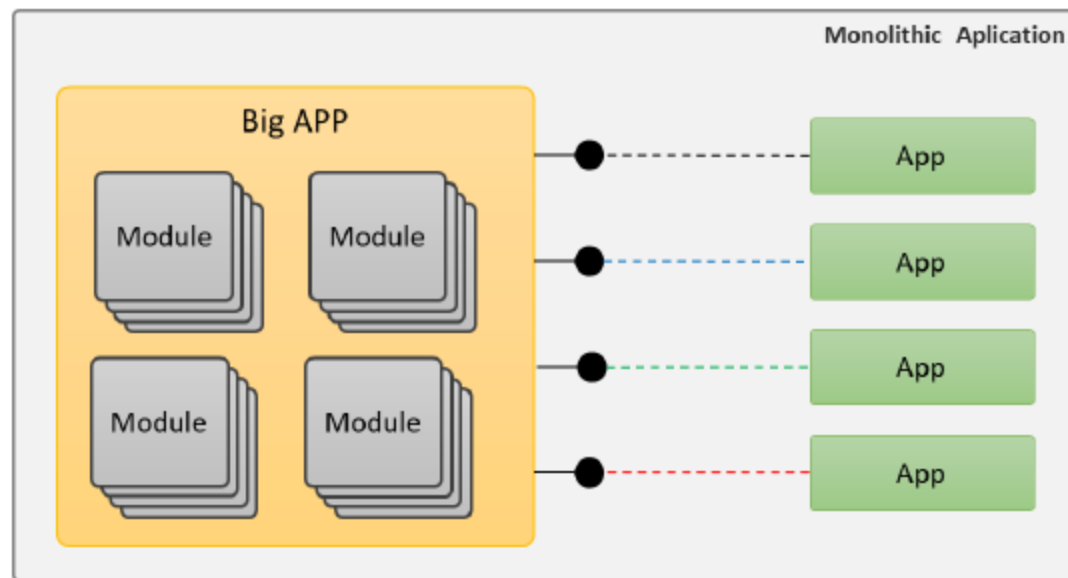 Monolithic Aplication
Big APP
Module
Module
Module
Module
App
App
App
App